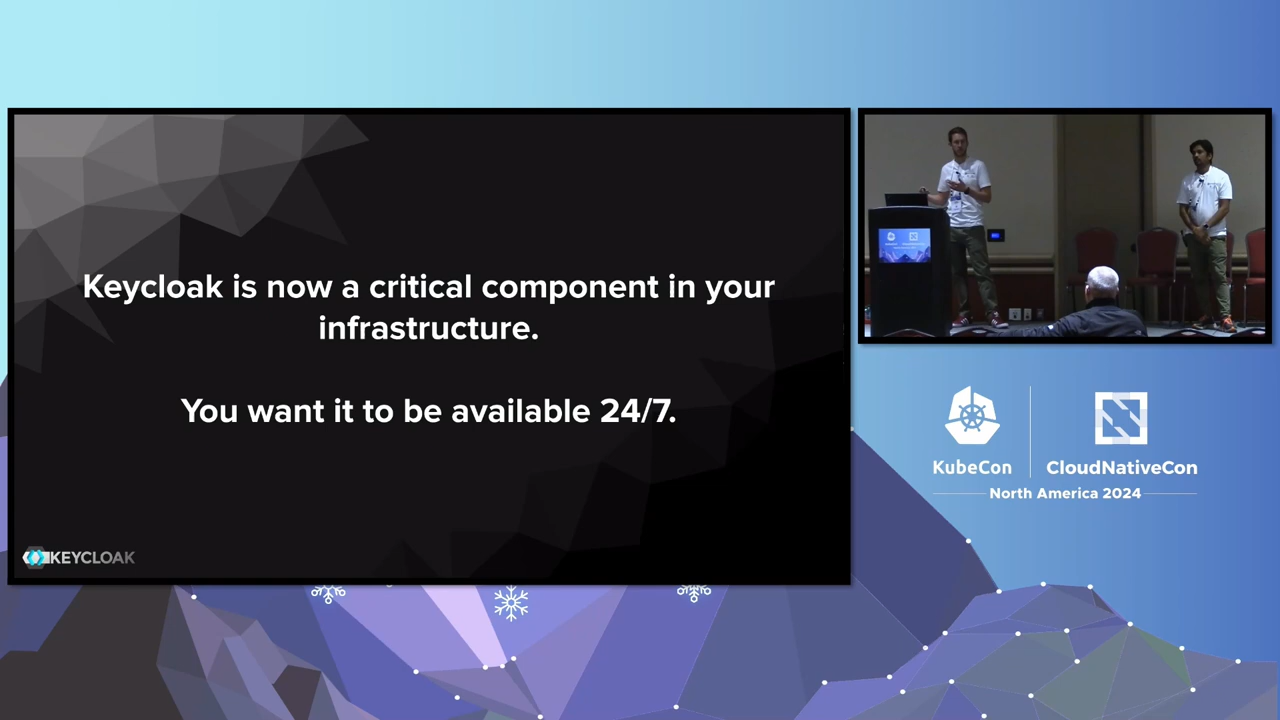 Keycloak is now a critical component in your
infrastructure.
You want it to be available 24/7.
KEYCLOAK
KubeCon
CloudNativeCon
North America 2024